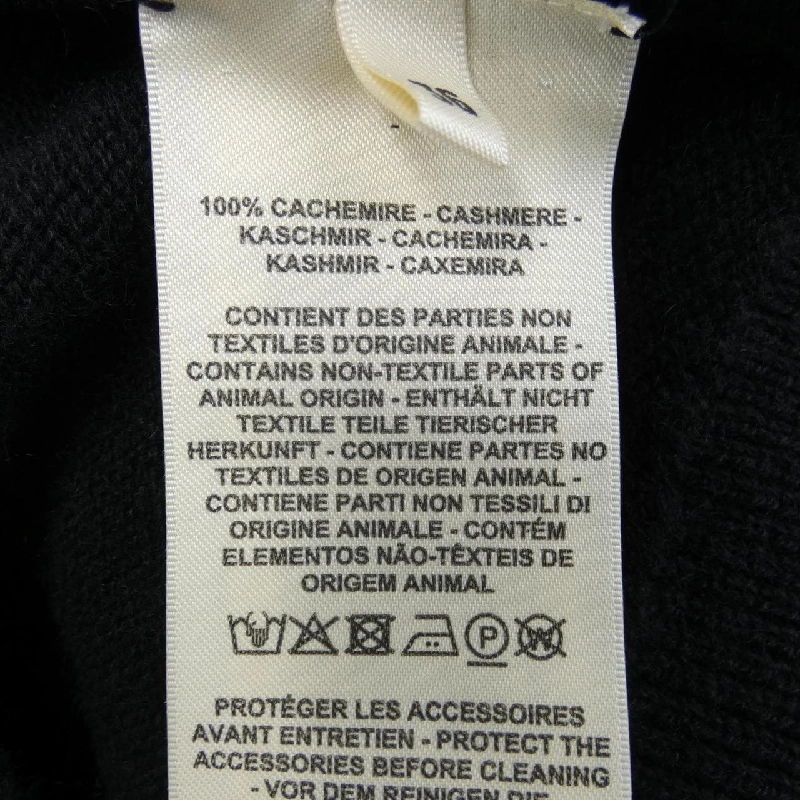 100% CACHEMIRE - CASHMERE -
KASCHMIR - CACHEMIRA -
KASHMIR - CAXEMIRA
CONTIENT DES PARTIES NON
TEXTILES D'ORIGINE ANIMALE -
CONTAINS NON-TEXTILE PARTS OF
ANIMAL ORIGIN - ENTHÄLT NICHT
TEXTILE TEILE TIERISCHER
HERKUNFT - CONTIENE PARTES NO
TEXTILES DE ORIGEN ANIMAL -
CONTIENE PARTI NON TESSILI DI
ORIGINE ANIMALE - CONTÉM
ELEMENTOS NÃO-TÊXTEIS DE
ORIGEM ANIMAL
P W
PROTÉGER LES ACCESSOIRES
AVANT ENTRETIEN - PROTECT THE
ACCESSORIES BEFORE CLEANING
- VOR DEM REINIGEN DIE